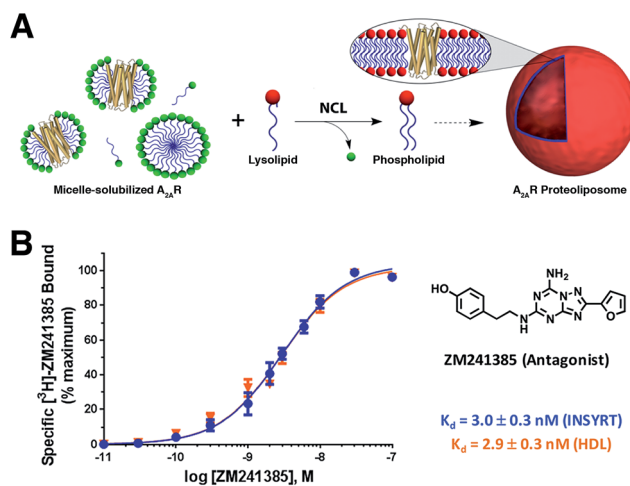 A
NCL
Micelle-solubilized A2AR
+
Lysolipid
Phospholipid
A2AR Proteoliposome
B
Specific [3H]-ZM241385 Bound
(% maximum)
100
80
60
40
20
0
-11
-10
-9
-8
-7
log [ZM241385], M
HO
N
H
N
N
NH2
N
N
N
N
O
ZM241385 (Antagonist)
Kd = 3.0 ± 0.3 nM (INSYRT)
Kd = 2.9 ± 0.3 nM (HDL)